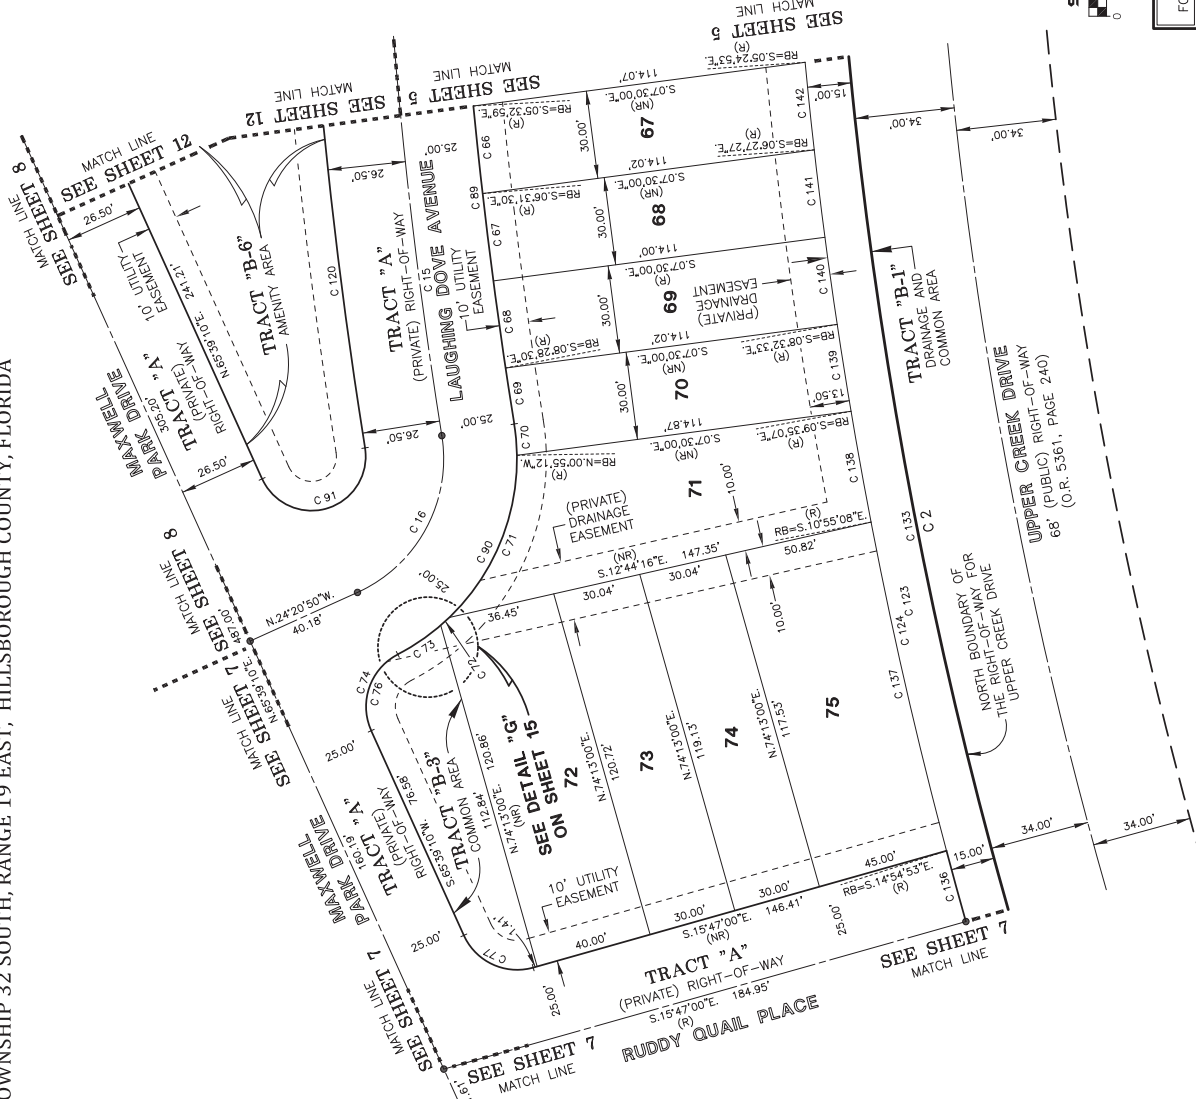 OWNSHIP 32 SOUTH, RANGE 19 EAST, HILLSBOROUGH COUNTY, FLORIDA
SEE SHEET 8
MATCH LINE
MATCH LINE
SEE SHEET 12
26.50'
MATCH LINE
SEE SHEET 12
MATCH LINE
SEE SHEET 5
MATCH LINE
SEE SHEET 5
0
FO
10' UTILITY
EASEMENT
241.21'
N.65°39'10"E.
TRACT "B-6"
AMENITY AREA
C 120
C 91
26.50'
26.50'
26.50'
MAXWELL
PARK DRIVE
305.20'
TRACT "A"
(PRIVATE)
RIGHT-OF-WAY
TRACT "A"
(PRIVATE) RIGHT-OF-WAY
C 15
LAUGHING DOVE AVENUE
25.00'
25.00'
10' UTILITY
EASEMENT
C 66
C 89
C 67
C 68
C 69
C 70
C 71
C 90
C 16
25.00'
RB=S.05°32'59"E.
(R)
RB=S.06°31'30"E.
(R)
RB=S.08°28'30"E.
(R)
RB=N.00°55'12"W.
(R)
67
30.00'
114.07'
S.07°30'00"E.
(NR)
RB=S.05°24'53"E.
(R)
C 142
15.00'
68
30.00'
114.02'
S.07°30'00"E.
(NR)
RB=S.06°27'27"E.
(R)
C 141
69
30.00'
114.00'
S.07°30'00"E.
(R)
(PRIVATE)
DRAINAGE
EASEMENT
C 140
70
30.00'
114.02'
S.07°30'00"E.
(NR)
RB=S.08°32'33"E.
(R)
C 139
13.50'
71
114.87'
S.07°30'00"E.
(NR)
RB=S.09°35'07"E.
(R)
C 138
10.00'
(PRIVATE)
DRAINAGE
EASEMENT
(NR)
S.12°44'16"E. 147.35'
(R)
RB=S.10°55'08"E.
36.45'
30.04'
30.04'
50.82'
10.00'
34.00'
34.00'
TRACT "B-1"
DRAINAGE AND
COMMON AREA
UPPER CREEK DRIVE
68' (PUBLIC) RIGHT-OF-WAY
(O.R. 5361, PAGE 240)
C 133
C 2
C 123
C 124
C 137
NORTH BOUNDARY OF
THE RIGHT-OF-WAY FOR
UPPER CREEK DRIVE
MATCH LINE
SEE SHEET 8
487.00'
N.65°39'10"E.
MATCH LINE
SEE SHEET 7
N.24°20'50"W.
40.18'
C 74
C 76
C 73
C 72
25.00'
MAXWELL
PARK DRIVE
160.19'
TRACT "A"
(PRIVATE)
RIGHT-OF-WAY
76.58'
S.65°39'10"W.
TRACT "B-3"
COMMON AREA
112.84'
120.86'
N.74°13'00"E.
(NR)
SEE DETAIL "G"
ON SHEET 15
72
N.74°13'00"E.
120.72'
73
N.74°13'00"E.
119.13'
74
N.74°13'00"E.
117.53'
75
10' UTILITY
EASEMENT
1.41'
C 77
25.00'
40.00'
30.00'
30.00'
45.00'
S.15°47'00"E. 146.41'
(NR)
RB=S.14°54'53"E.
(R)
C 136
15.00'
34.00'
34.00'
25.00'
25.00'
TRACT "A"
(PRIVATE) RIGHT-OF-WAY
S.15°47'00"E. 184.95'
(R)
RUDDY QUAIL PLACE
MATCH LINE
SEE SHEET 7
SEE SHEET 7
MATCH LINE
SEE SHEET 7
MATCH LINE
.61'